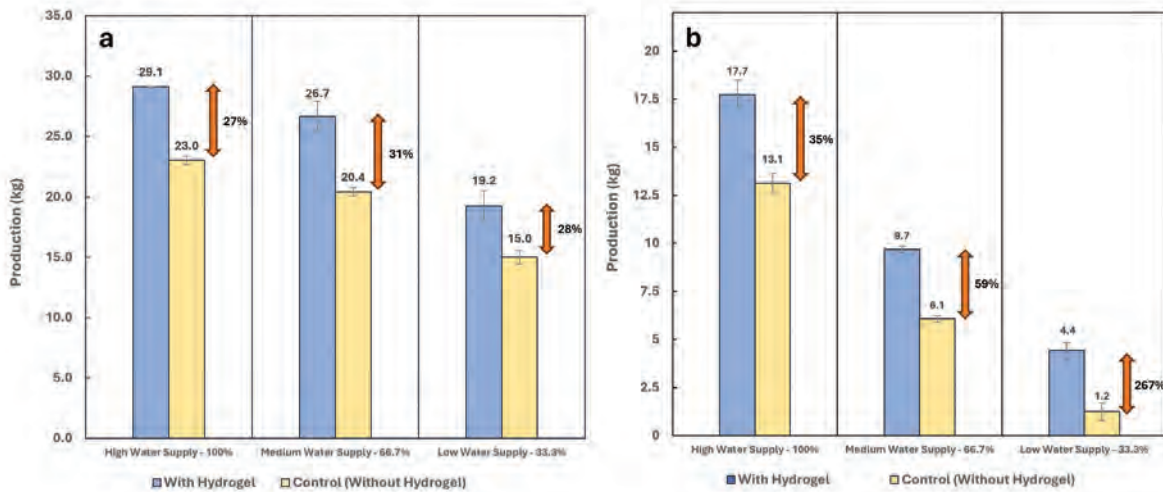 a
35.0
30.0
25.0
20.0
15.0
10.0
5.0
0.0
Production (kg)
29.1
23.0
27%
26.7
20.4
31%
19.2
15.0
28%
High Water Supply - 100%
Medium Water Supply - 66.7%
Low Water Supply - 33.3%
With Hydrogel
Control (Without Hydrogel)
b
20
17.5
15
12.5
10
7.5
5
2.5
0
Production (kg)
17.7
13.1
35%
9.7
6.1
59%
4.4
1.2
267%
High Water Supply - 100%
Medium Water Supply - 66.7%
Low Water Supply - 33.3%
With Hydrogel
Control (Without Hydrogel)